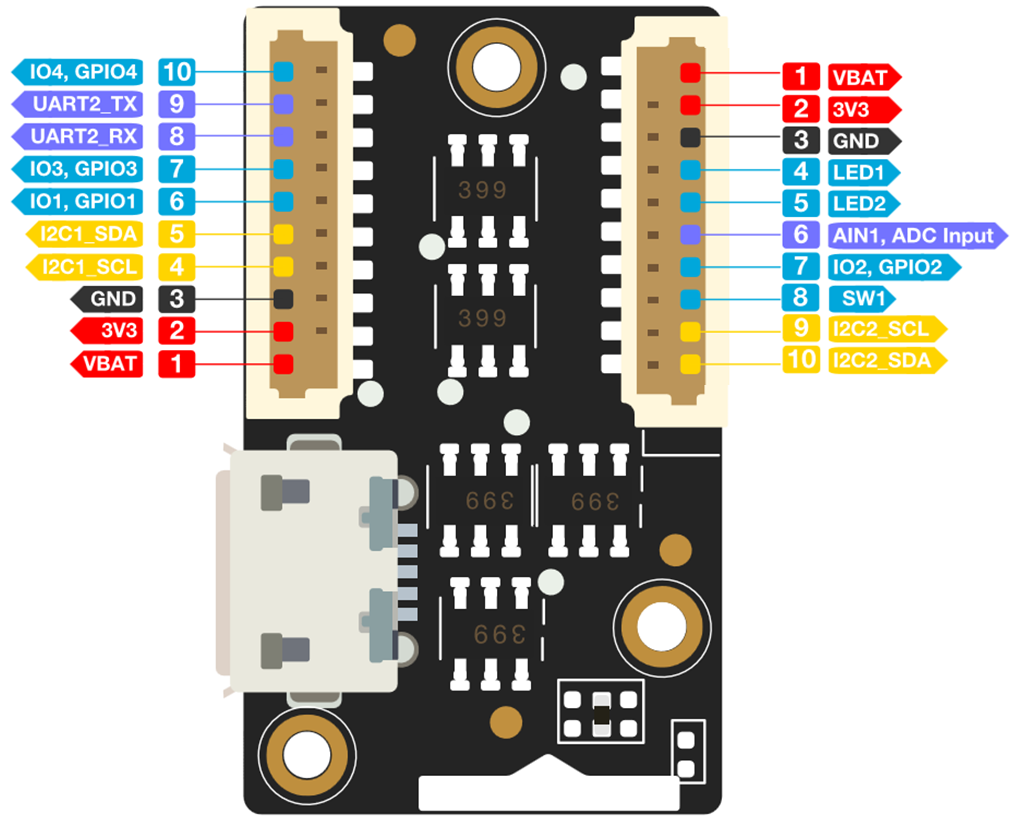 IO4, GPIO4 10
UART2_TX 9
UART2_RX 8
IO3, GPIO3 7
IO1, GPIO1 6
I2C1_SDA 5
I2C1_SCL 4
GND 3
3V3 2
VBAT 1
1 VBAT
2 3V3
3 GND
4 LED1
5 LED2
6 AIN1, ADC Input
7 IO2, GPIO2
8 SW1
9 I2C2_SCL
10 I2C2_SDA
399
399
399
399
399